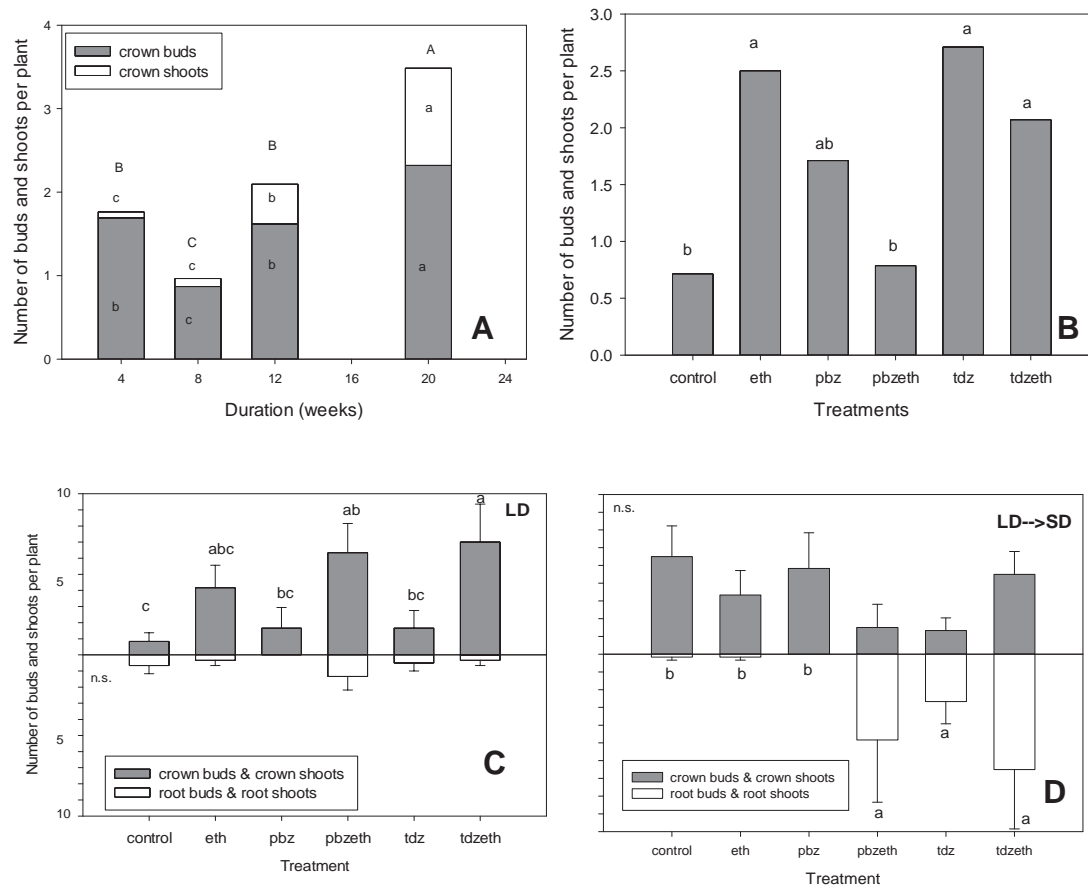 4
3
2
1
0
Number of buds and shoots per plant
crown buds
crown shoots
B
c
b
C
c
c
B
b
b
A
a
a
A
4 8 12 16 20 24
Duration (weeks)
3.0
2.5
2.0
1.5
1.0
0.5
0.0
Number of buds and shoots per plant
b
a
ab
b
a
a
B
control eth pbz pbzeth tdz tdzeth
Treatments
10
5
5
10
Number of buds and shoots per plant
LD
c
abc
bc
ab
bc
a
n.s.
C
crown buds & crown shoots
root buds & root shoots
control eth pbz pbzeth tdz tdzeth
Treatment
n.s.
LD-->SD
b
b
b
a
a
a
D
crown buds & crown shoots
root buds & root shoots
control eth pbz pbzeth tdz tdzeth
Treatment